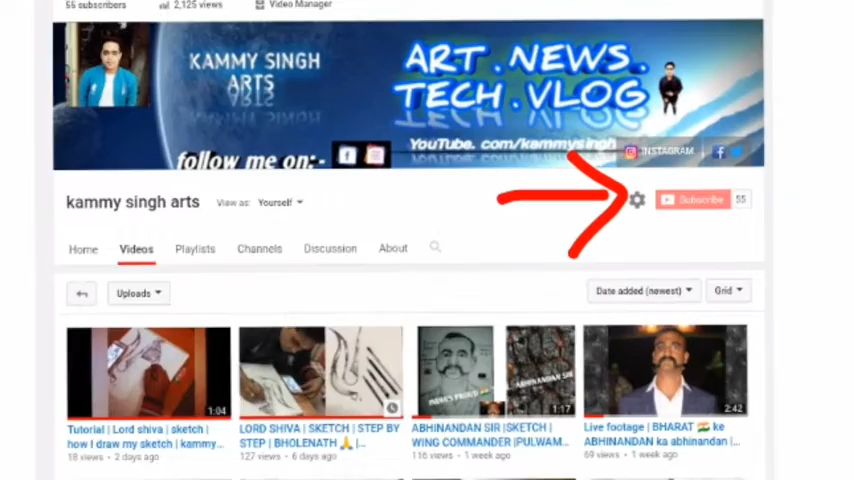 55 subscribers 2,125 views Video Manager
KAMMY SINGH
ARTS
ART . NEWS .
TECH . VLOG
YouTube. com/kammysingh
follow me on:-
INSTAGRAM
kammy singh arts View as: Yourself
Subscribe 55
Home Videos Playlists Channels Discussion About
Uploads Date added (newest) Grid
1:04
INDIA'S PROUD
ABHINANDAN SIR
1:17
2:42
Tutorial | Lord shiva | sketch |
how I draw my sketch | kammy...
18 views • 2 days ago
LORD SHIVA | SKETCH | STEP BY
STEP | BHOLENATH 🙏 |...
127 views • 6 days ago
ABHINANDAN SIR |SKETCH |
WING COMMANDER |PULWAM...
116 views • 1 week ago
Live footage | BHARAT 🇮🇳 ke
ABHINANDAN ka abhinandan |...
69 views • 1 week ago